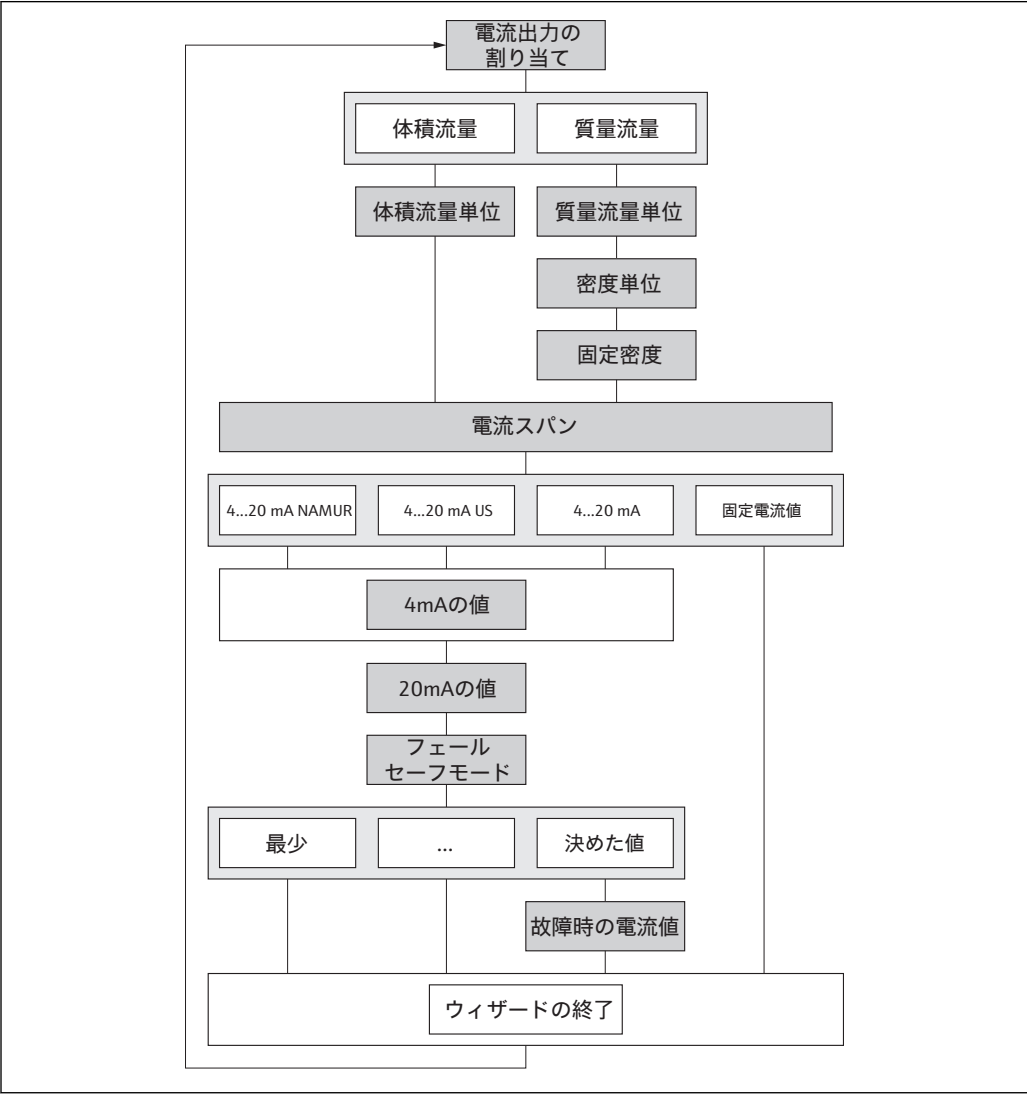 電流出力の
割り当て
体積流量
質量流量
体積流量単位
質量流量単位
密度単位
固定密度
電流スパン
4...20 mA NAMUR
4...20 mA US
4...20 mA
固定電流値
4mAの値
20mAの値
フェール
セーフモード
最少
...
決めた値
故障時の電流値
ウィザードの終了